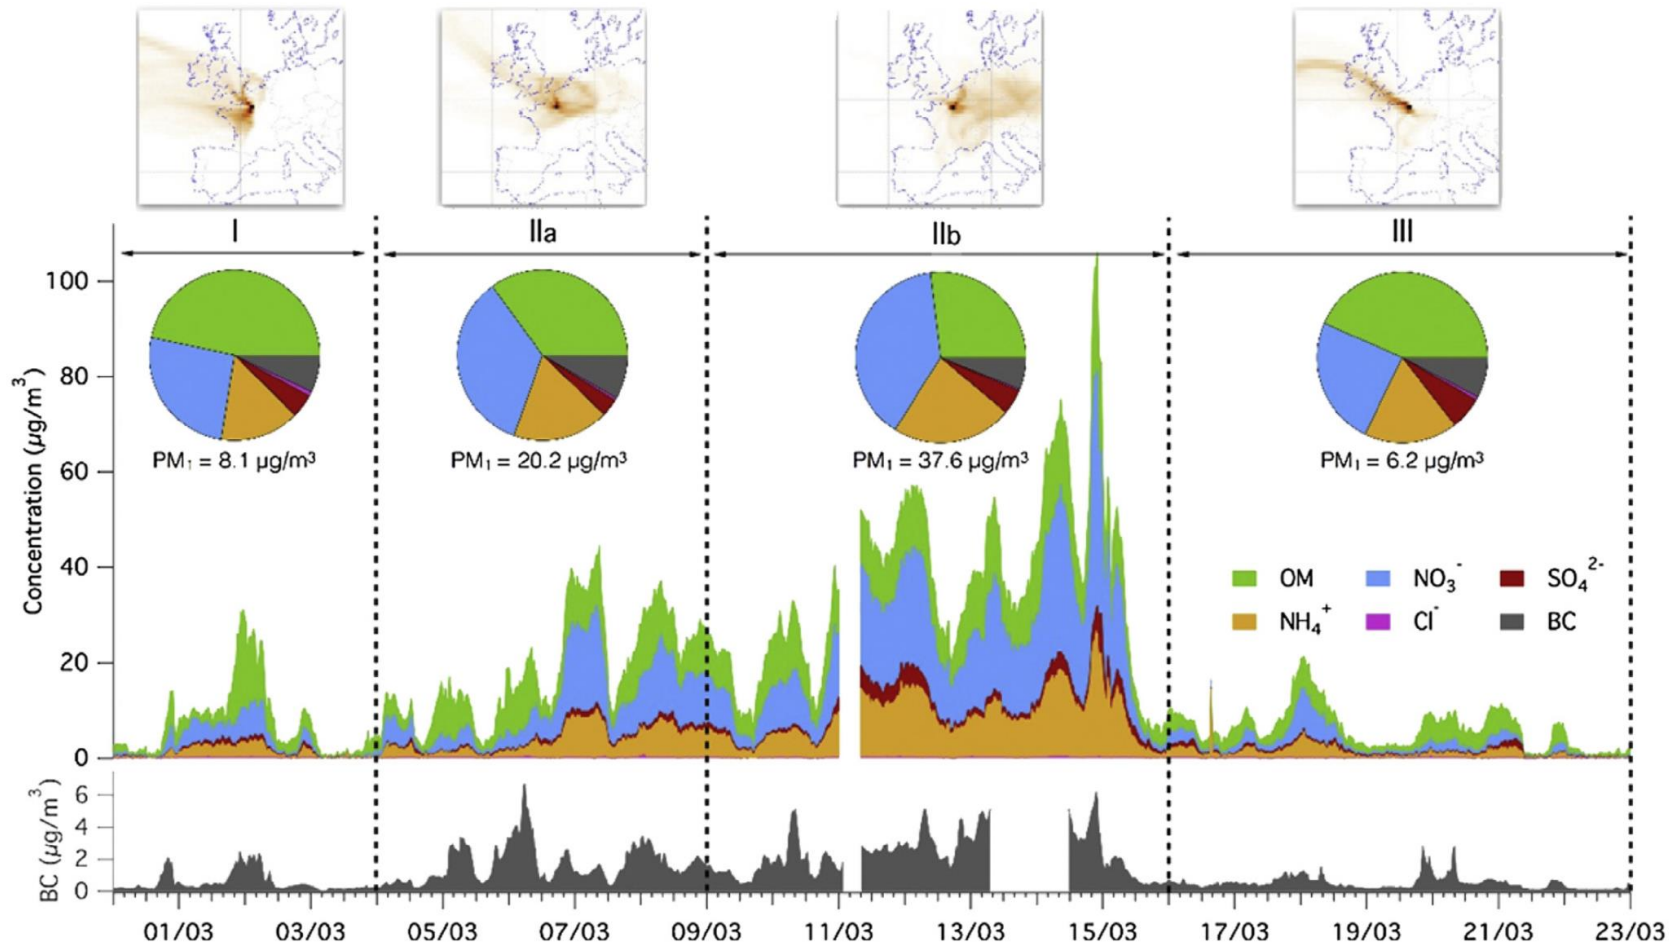 I IIa IIb III
100
80
60
40
20
0
Concentration (µg/m³)
PM₁ = 8.1 µg/m³ PM₁ = 20.2 µg/m³ PM₁ = 37.6 µg/m³ PM₁ = 6.2 µg/m³
OM NO₃⁻ SO₄²⁻
NH₄⁺ Cl⁻ BC
6
4
2
0
BC (µg/m³)
01/03 03/03 05/03 07/03 09/03 11/03 13/03 15/03 17/03 19/03 21/03 23/03